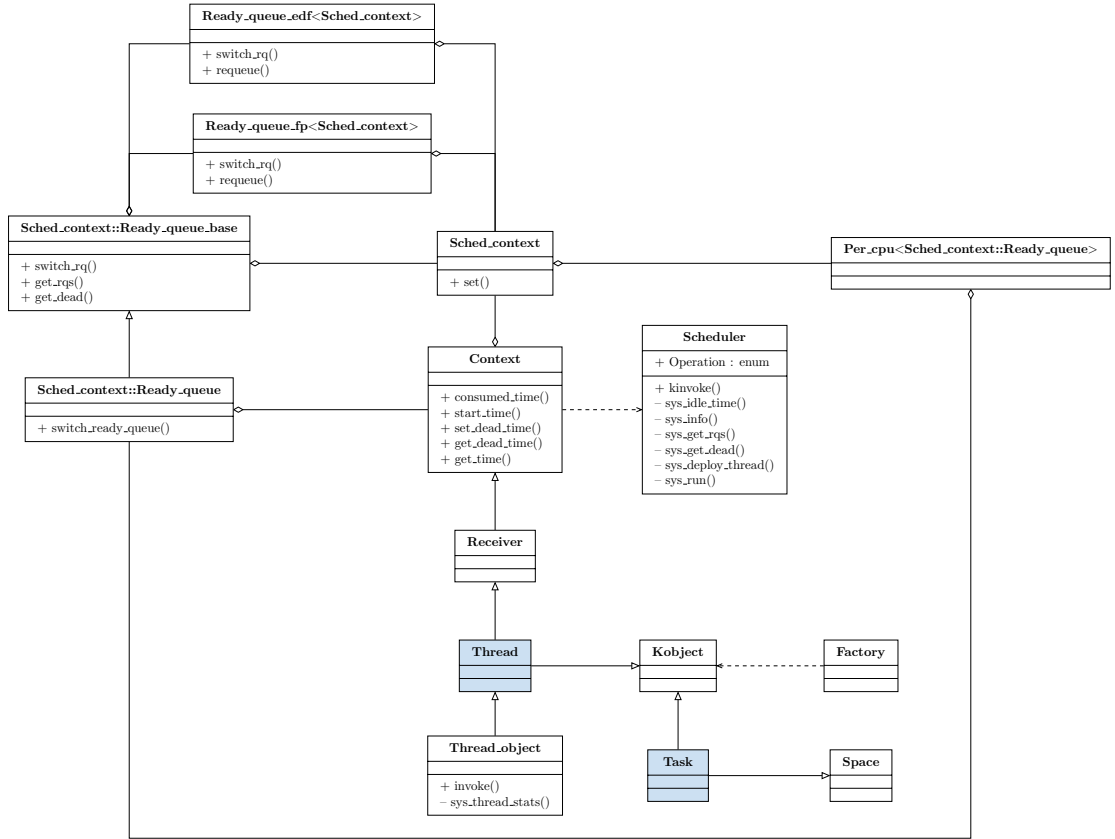 Ready_queue_edf<Sched_context>
+ switch_rq()
+ requeue()
Ready_queue_fp<Sched_context>
+ switch_rq()
+ requeue()
Sched_context::Ready_queue_base
+ switch_rq()
+ get_rqs()
+ get_dead()
Sched_context
+ set()
Per_cpu<Sched_context::Ready_queue>
Sched_context::Ready_queue
+ switch_ready_queue()
Context
+ consumed_time()
+ start_time()
+ set_dead_time()
+ get_dead_time()
+ get_time()
Scheduler
+ Operation : enum
+ kinvoke()
– sys_idle_time()
– sys_info()
– sys_get_rqs()
– sys_get_dead()
– sys_deploy_thread()
– sys_run()
Receiver
Thread
Kobject
Factory
Thread_object
+ invoke()
– sys_thread_stats()
Task
Space